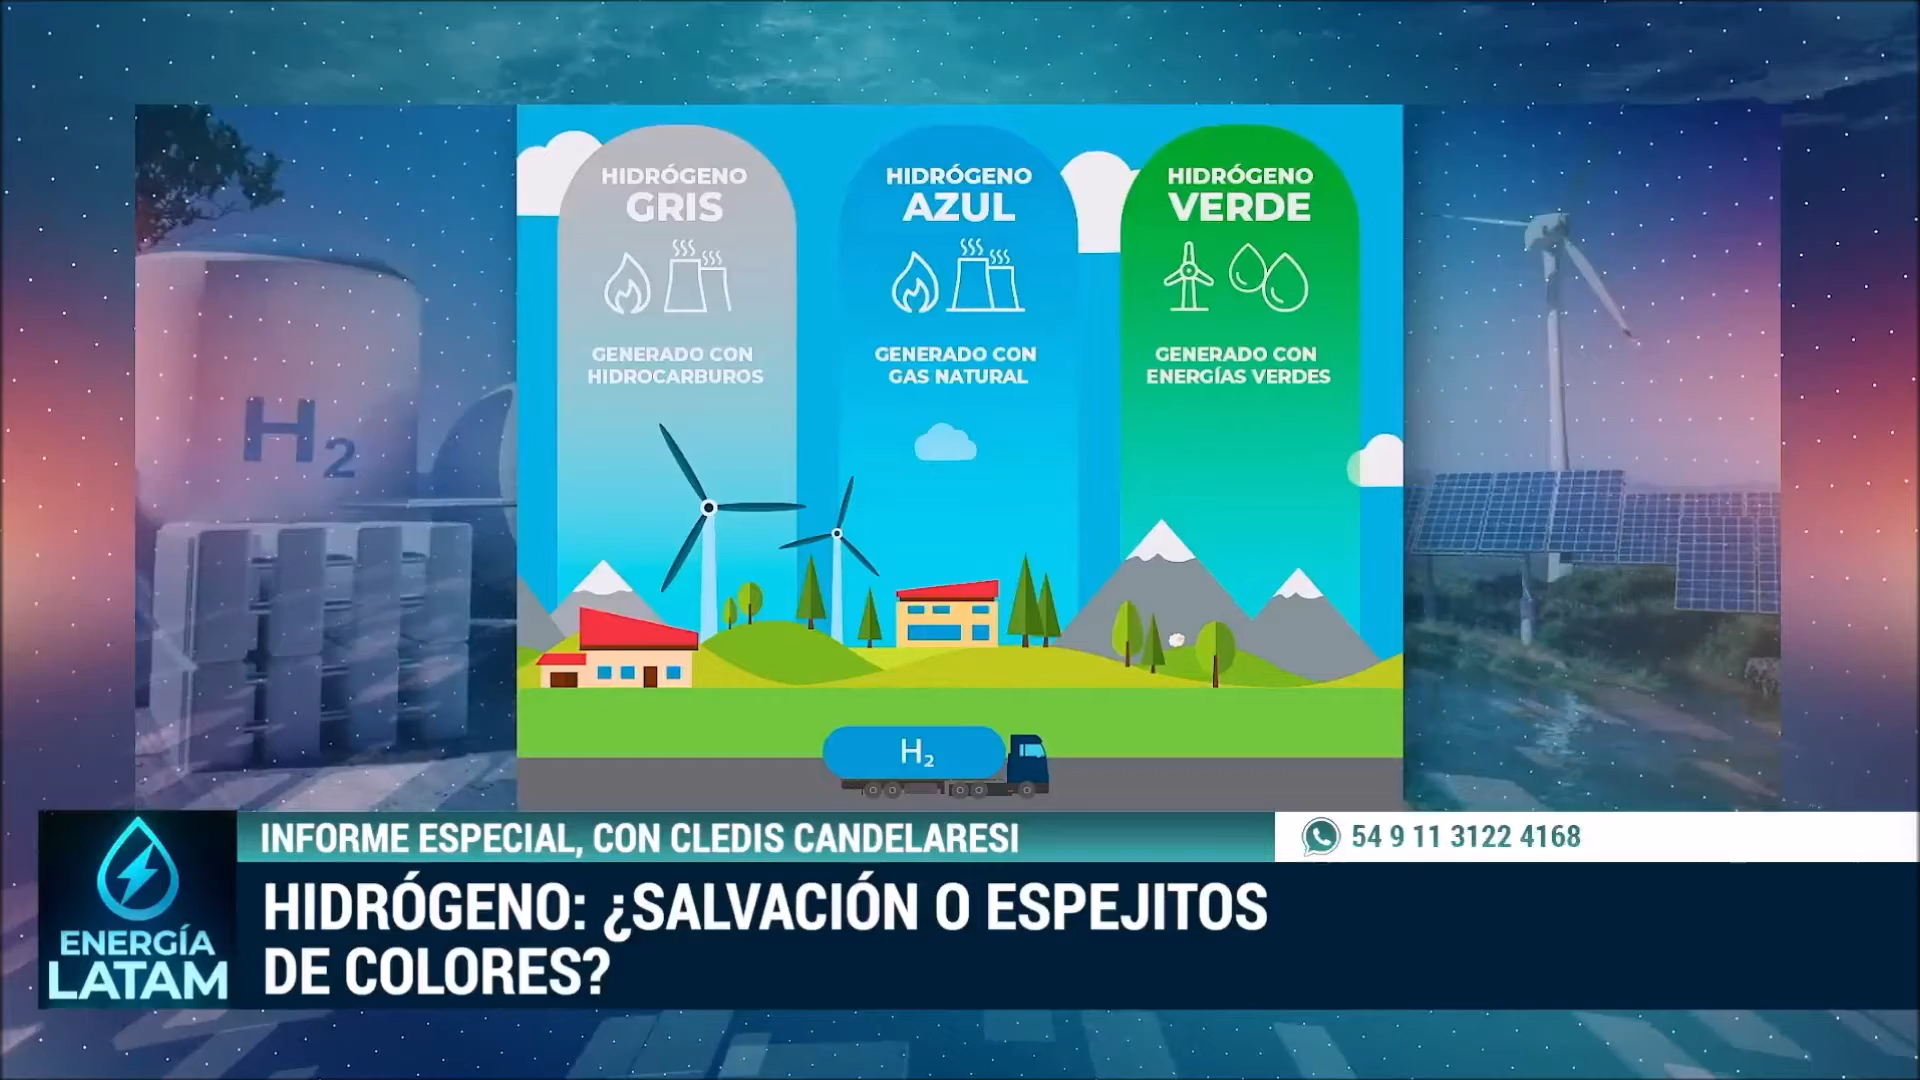 HIDRÓGENO
GRIS
GENERADO CON
HIDROCARBUROS
HIDRÓGENO
AZUL
GENERADO CON
GAS NATURAL
HIDRÓGENO
VERDE
GENERADO CON
ENERGÍAS VERDES
H2
H₂
INFORME ESPECIAL, CON CLEDIS CANDELARESI
54 9 11 3122 4168
ENERGÍA
LATAM
HIDRÓGENO: ¿SALVACIÓN O ESPEJITOS
DE COLORES?